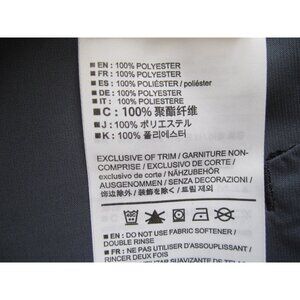 ■ EN: 100% POLYESTER
■ FR: 100% POLYESTER
■ ES: 100% POLIÉSTER / poliéster
■ DE: 100% POLYESTER
■ IT: 100% POLIESTERE
■ C: 100% 聚酯纤维
■ J: 100% ポリエステル
■ K: 100% 폴리에스터
EXCLUSIVE OF TRIM / GARNITURE NON-
COMPRISE / EXCLUSIVO DE CORTE /
exclusivo de corte / NÄHZUBEHÖR
AUSGENOMMEN / SENZA DECORAZIONI /
饰边除外 / 装飾を除く / 트림 제외
■ EN: DO NOT USE FABRIC SOFTENER /
DOUBLE RINSE
■ FR: NE PAS UTILISER D'ASSOUPLISSANT /
RINCER DEUX FOIS